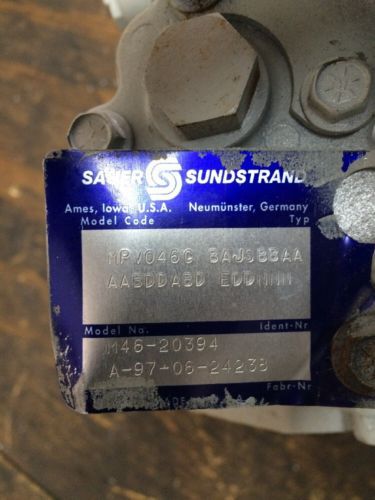 SAUER SUNDSTRAND
Ames, Iowa, U.S.A. Neumünster, Germany
Model Code Typ
MPV046C BAJSBBAA
AABDDABD EDDNNN
Model No. Ident-Nr
M46-20394
A-97-06-24238
Fabr-Nr